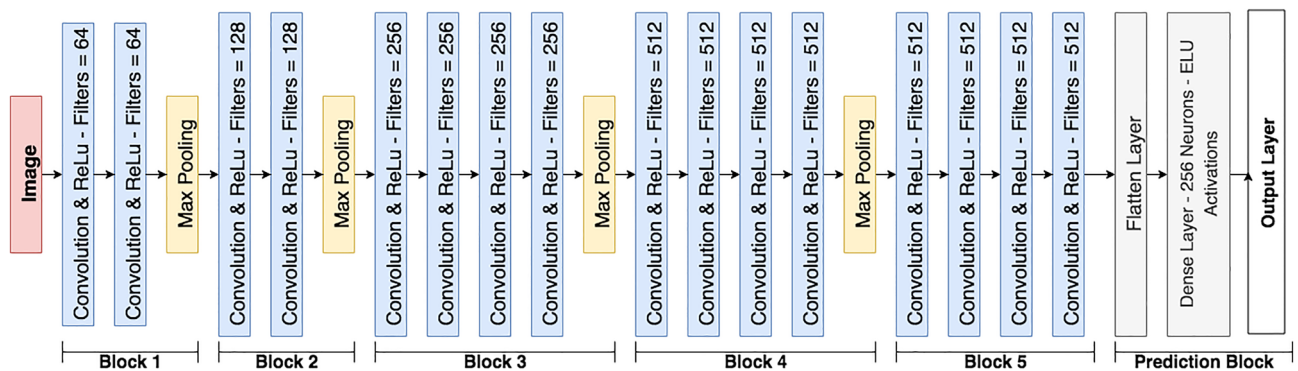 Image
Convolution & ReLu - Filters = 64
Convolution & ReLu - Filters = 64
Max Pooling
Convolution & ReLu - Filters = 128
Convolution & ReLu - Filters = 128
Max Pooling
Convolution & ReLu - Filters = 256
Convolution & ReLu - Filters = 256
Convolution & ReLu - Filters = 256
Convolution & ReLu - Filters = 256
Max Pooling
Convolution & ReLu - Filters = 512
Convolution & ReLu - Filters = 512
Convolution & ReLu - Filters = 512
Convolution & ReLu - Filters = 512
Max Pooling
Convolution & ReLu - Filters = 512
Convolution & ReLu - Filters = 512
Convolution & ReLu - Filters = 512
Convolution & ReLu - Filters = 512
Flatten Layer
Dense Layer - 256 Neurons - ELU
Activations
Output Layer
Block 1
Block 2
Block 3
Block 4
Block 5
Prediction Block